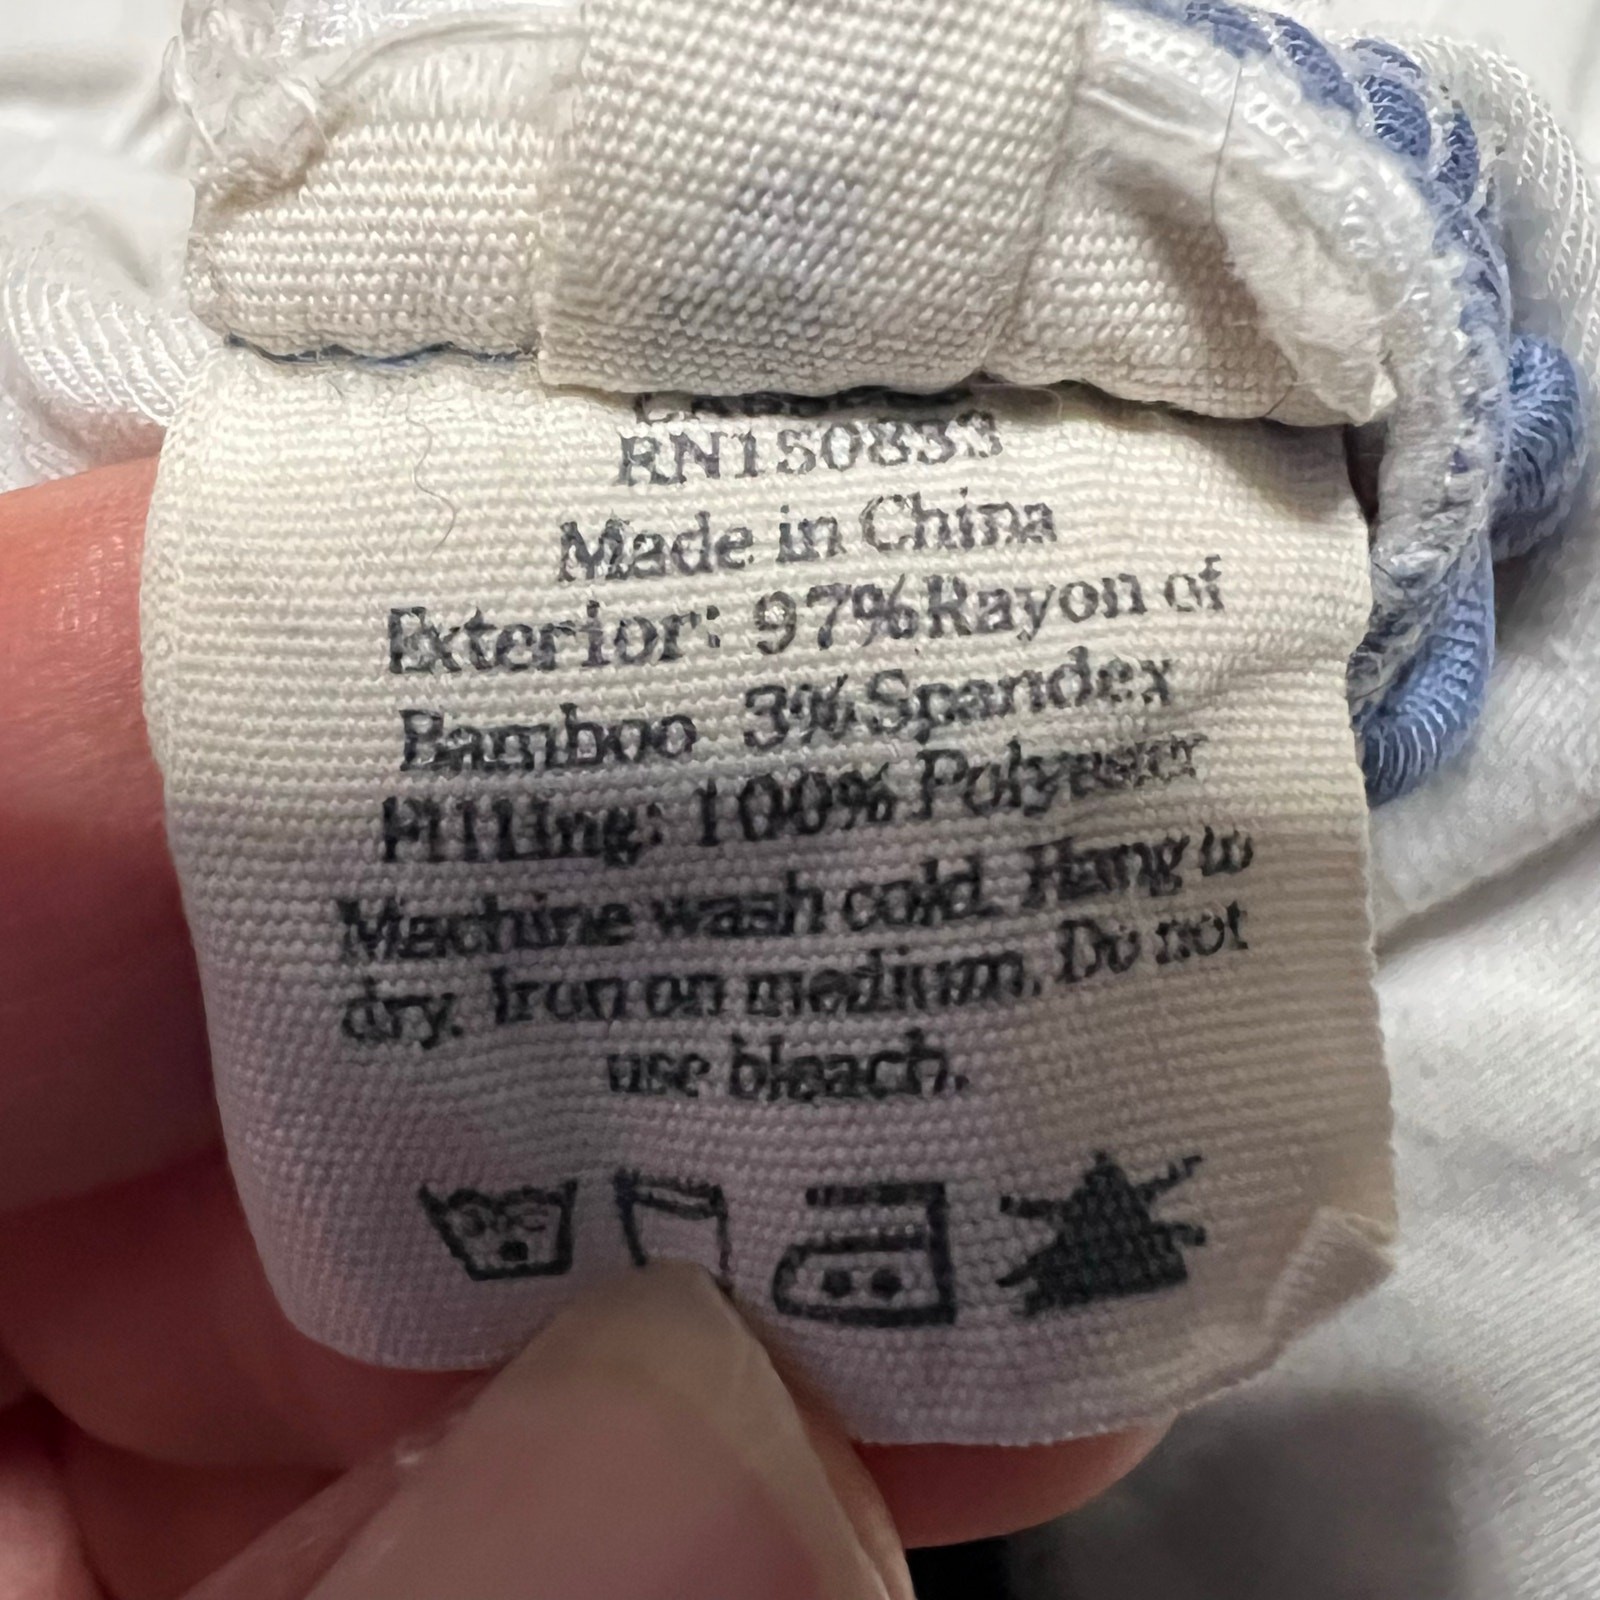 RN150833
Made in China
Exterior: 97%Rayon of
Bamboo 3%Spandex
Filling: 100% Polyester
Machine wash cold. Hang to
dry. Iron on medium. Do not
use bleach.